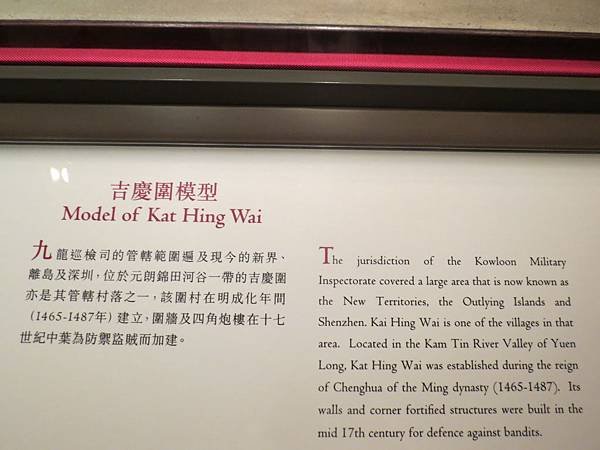 吉慶圍模型
Model of Kat Hing Wai
九龍巡檢司的管轄範圍遍及現今的新界、
離島及深圳，位於元朗錦田河谷一帶的吉慶圍
亦是其管轄村落之一，該圍村在明成化年間
(1465-1487年) 建立，圍牆及四角炮樓在十七
世紀中葉為防禦盜賊而加建。
The jurisdiction of the Kowloon Military
Inspectorate covered a large area that is now known as
the New Territories, the Outlying Islands and
Shenzhen. Kai Hing Wai is one of the villages in that
area. Located in the Kam Tin River Valley of Yuen
Long, Kat Hing Wai was established during the reign
of Chenghua of the Ming dynasty (1465-1487). Its
walls and corner fortified structures were built in the
mid 17th century for defence against bandits.